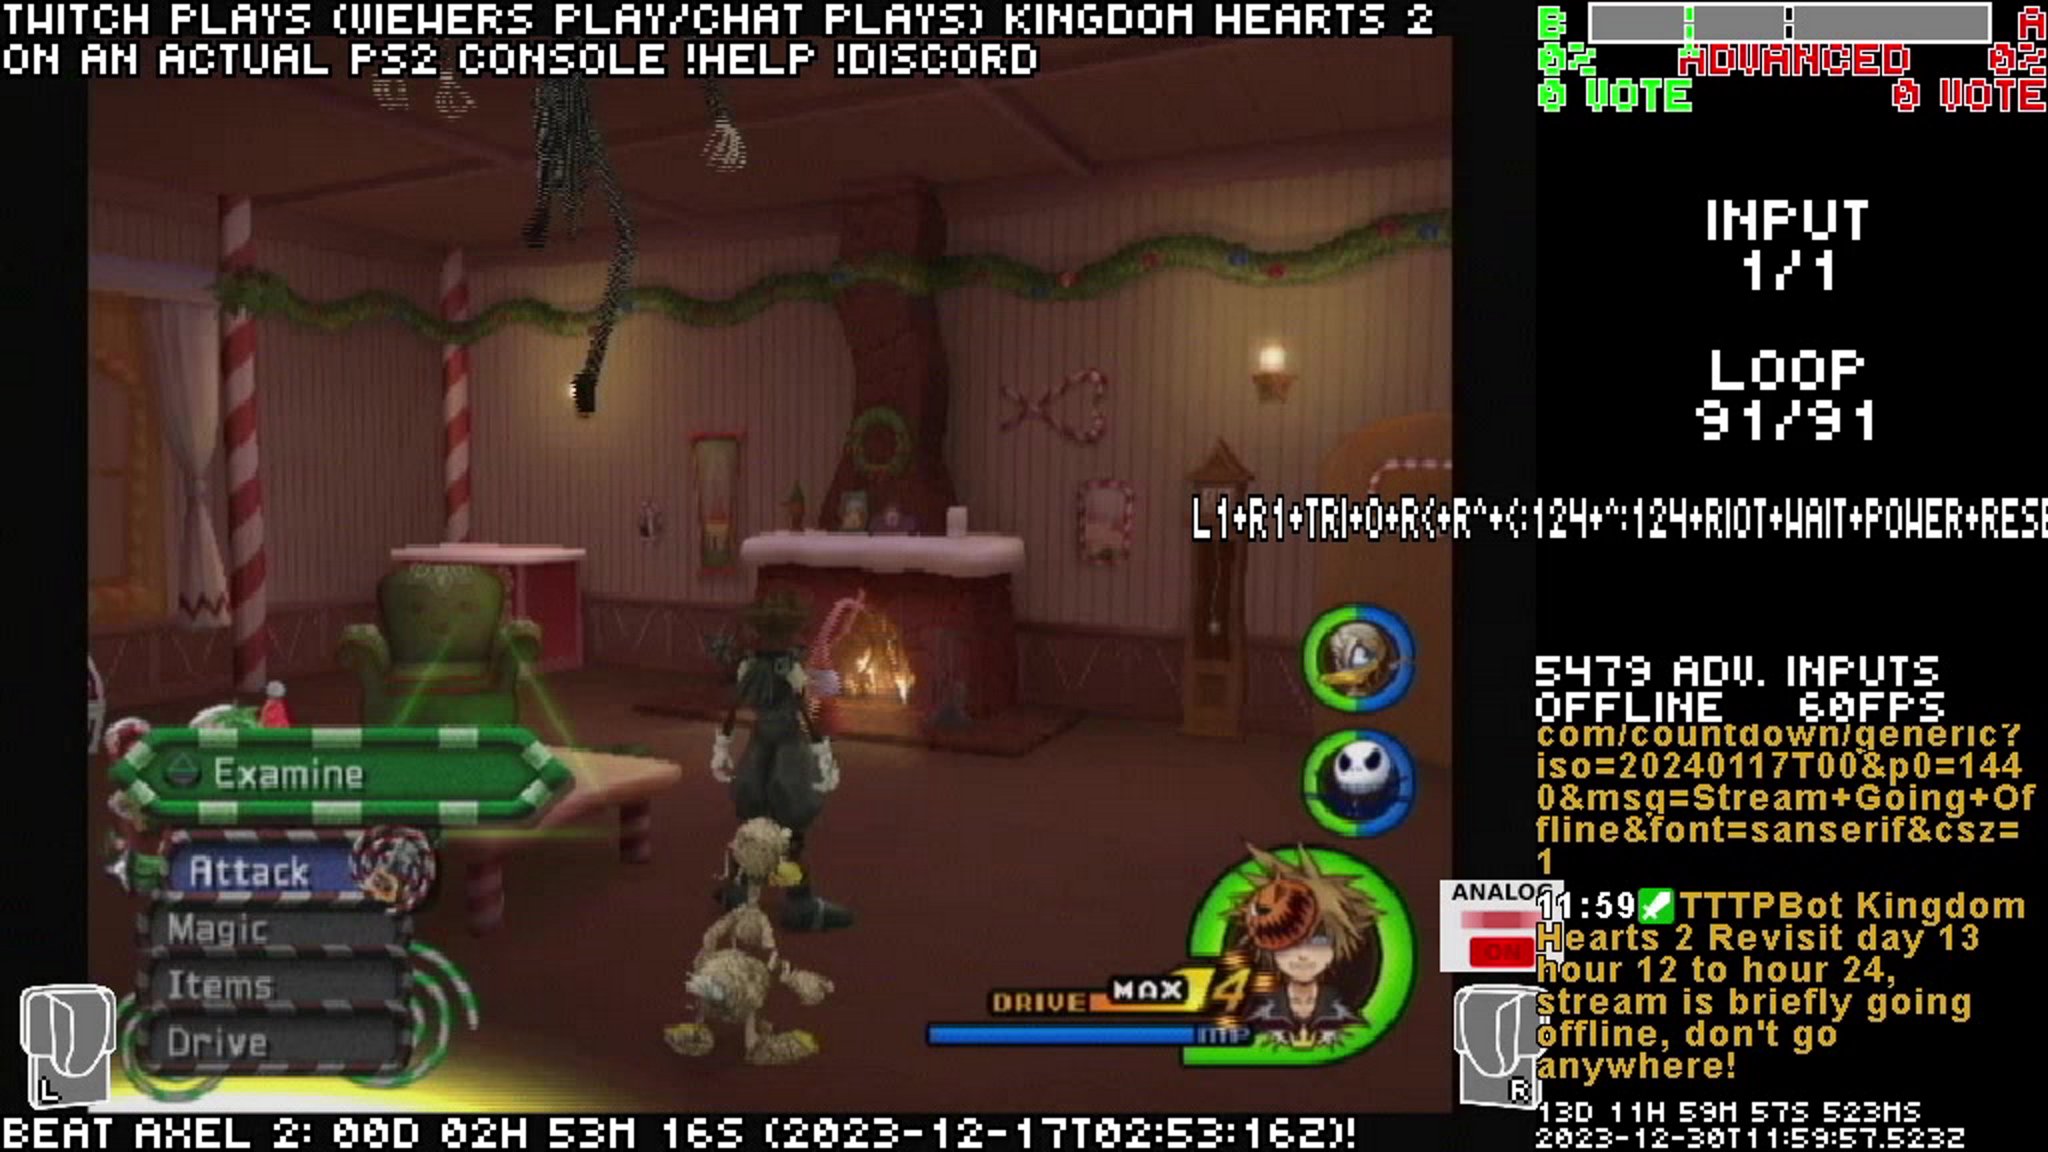 TWITCH PLAYS (VIEWERS PLAY/CHAT PLAYS) KINGDOM HEARTS 2
ON AN ACTUAL PS2 CONSOLE !HELP !DISCORD
B A
0% ADVANCED 0%
0 VOTE 0 VOTE
INPUT
1/1
LOOP
91/91
L1+R1+TRI+O+R<+R^+<:124+^:124+RIOT+WAIT+POWER+RESE
5479 ADV. INPUTS
OFFLINE 60FPS
com/countdown/generic?
iso=20240117T00&p0=144
0&msg=Stream+Going+Of
fline&font=sanserif&csz=
1
11:59 TTTPBot Kingdom
Hearts 2 Revisit day 13
hour 12 to hour 24,
stream is briefly going
offline, don't go
anywhere!
13D 11H 59M 57S 523MS
2023-12-30T11:59:57.523Z
Examine
Attack
Magic
Items
Drive
DRIVE MAX 4
MP
ANALOG
ON
L
R
BEAT AXEL 2: 00D 02H 53M 16S (2023-12-17T02:53:16Z)!